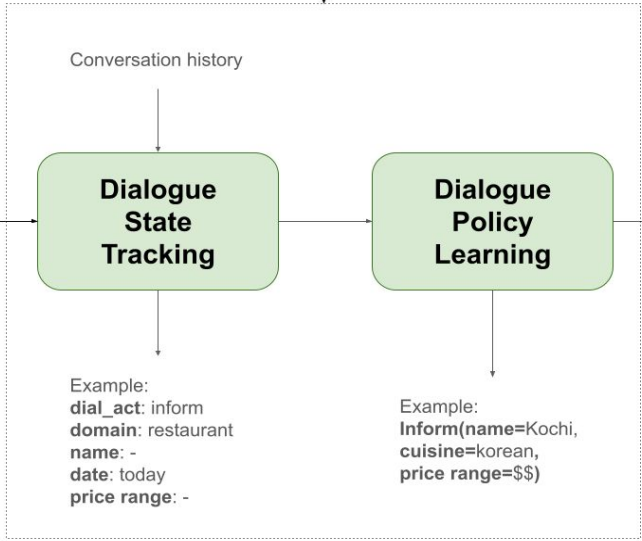 Conversation history
Dialogue
State
Tracking
Dialogue
Policy
Learning
Example:
dial_act: inform
domain: restaurant
name: -
date: today
price range: -
Example:
Inform(name=Kochi,
cuisine=korean,
price range=$$)